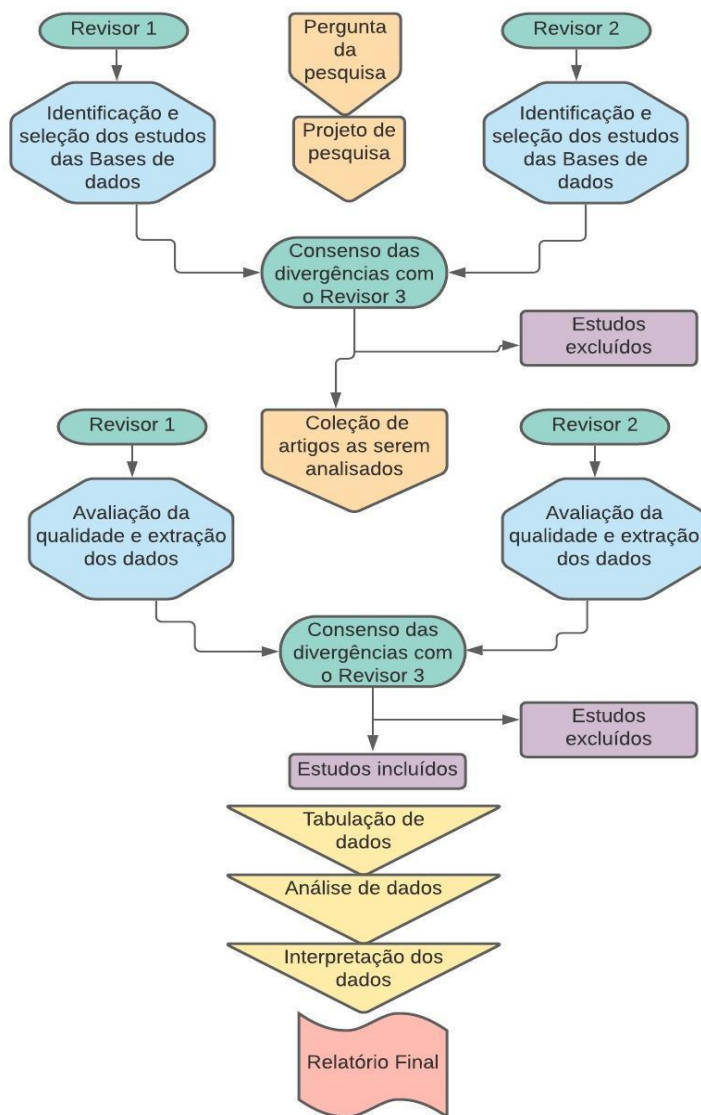 Revisor 1
Pergunta
da
pesquisa
Revisor 2
Identificação e
seleção dos estudos
das Bases de
dados
Projeto de
pesquisa
Identificação e
seleção dos estudos
das Bases de
dados
Consenso das
divergências com
o Revisor 3
Estudos
excluídos
Revisor 1
Coleção de
artigos as serem
analisados
Revisor 2
Avaliação da
qualidade e extração
dos dados
Avaliação da
qualidade e extração
dos dados
Consenso das
divergências com
o Revisor 3
Estudos
excluídos
Estudos incluídos
Tabulação de
dados
Análise de dados
Interpretação dos
dados
Relatório Final